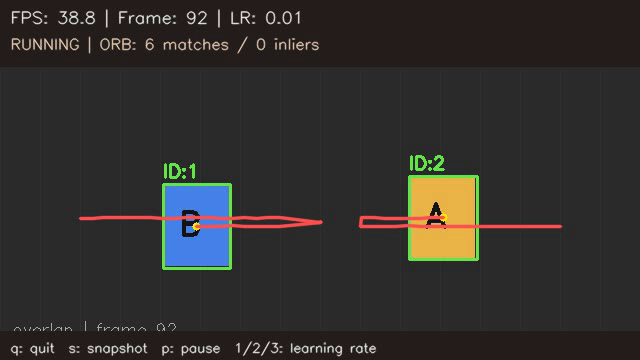 FPS: 38.8 | Frame: 92 | LR: 0.01
RUNNING | ORB: 6 matches / 0 inliers
ID:1
ID:2
B
A
overlap | frame 92
q: quit s: snapshot p: pause 1/2/3: learning rate